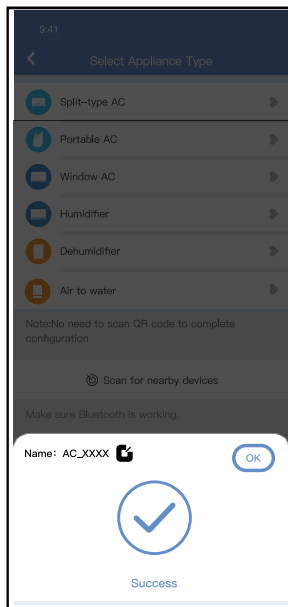 9:41
Select Appliance Type
Split-type AC
Portable AC
Window AC
Humidifier
Dehumidifier
Air to water
Note:No need to scan QR code to complete
configuration
Scan for nearby devices
Make sure Bluetooth is working.
Name: AC_XXXX
OK
Success